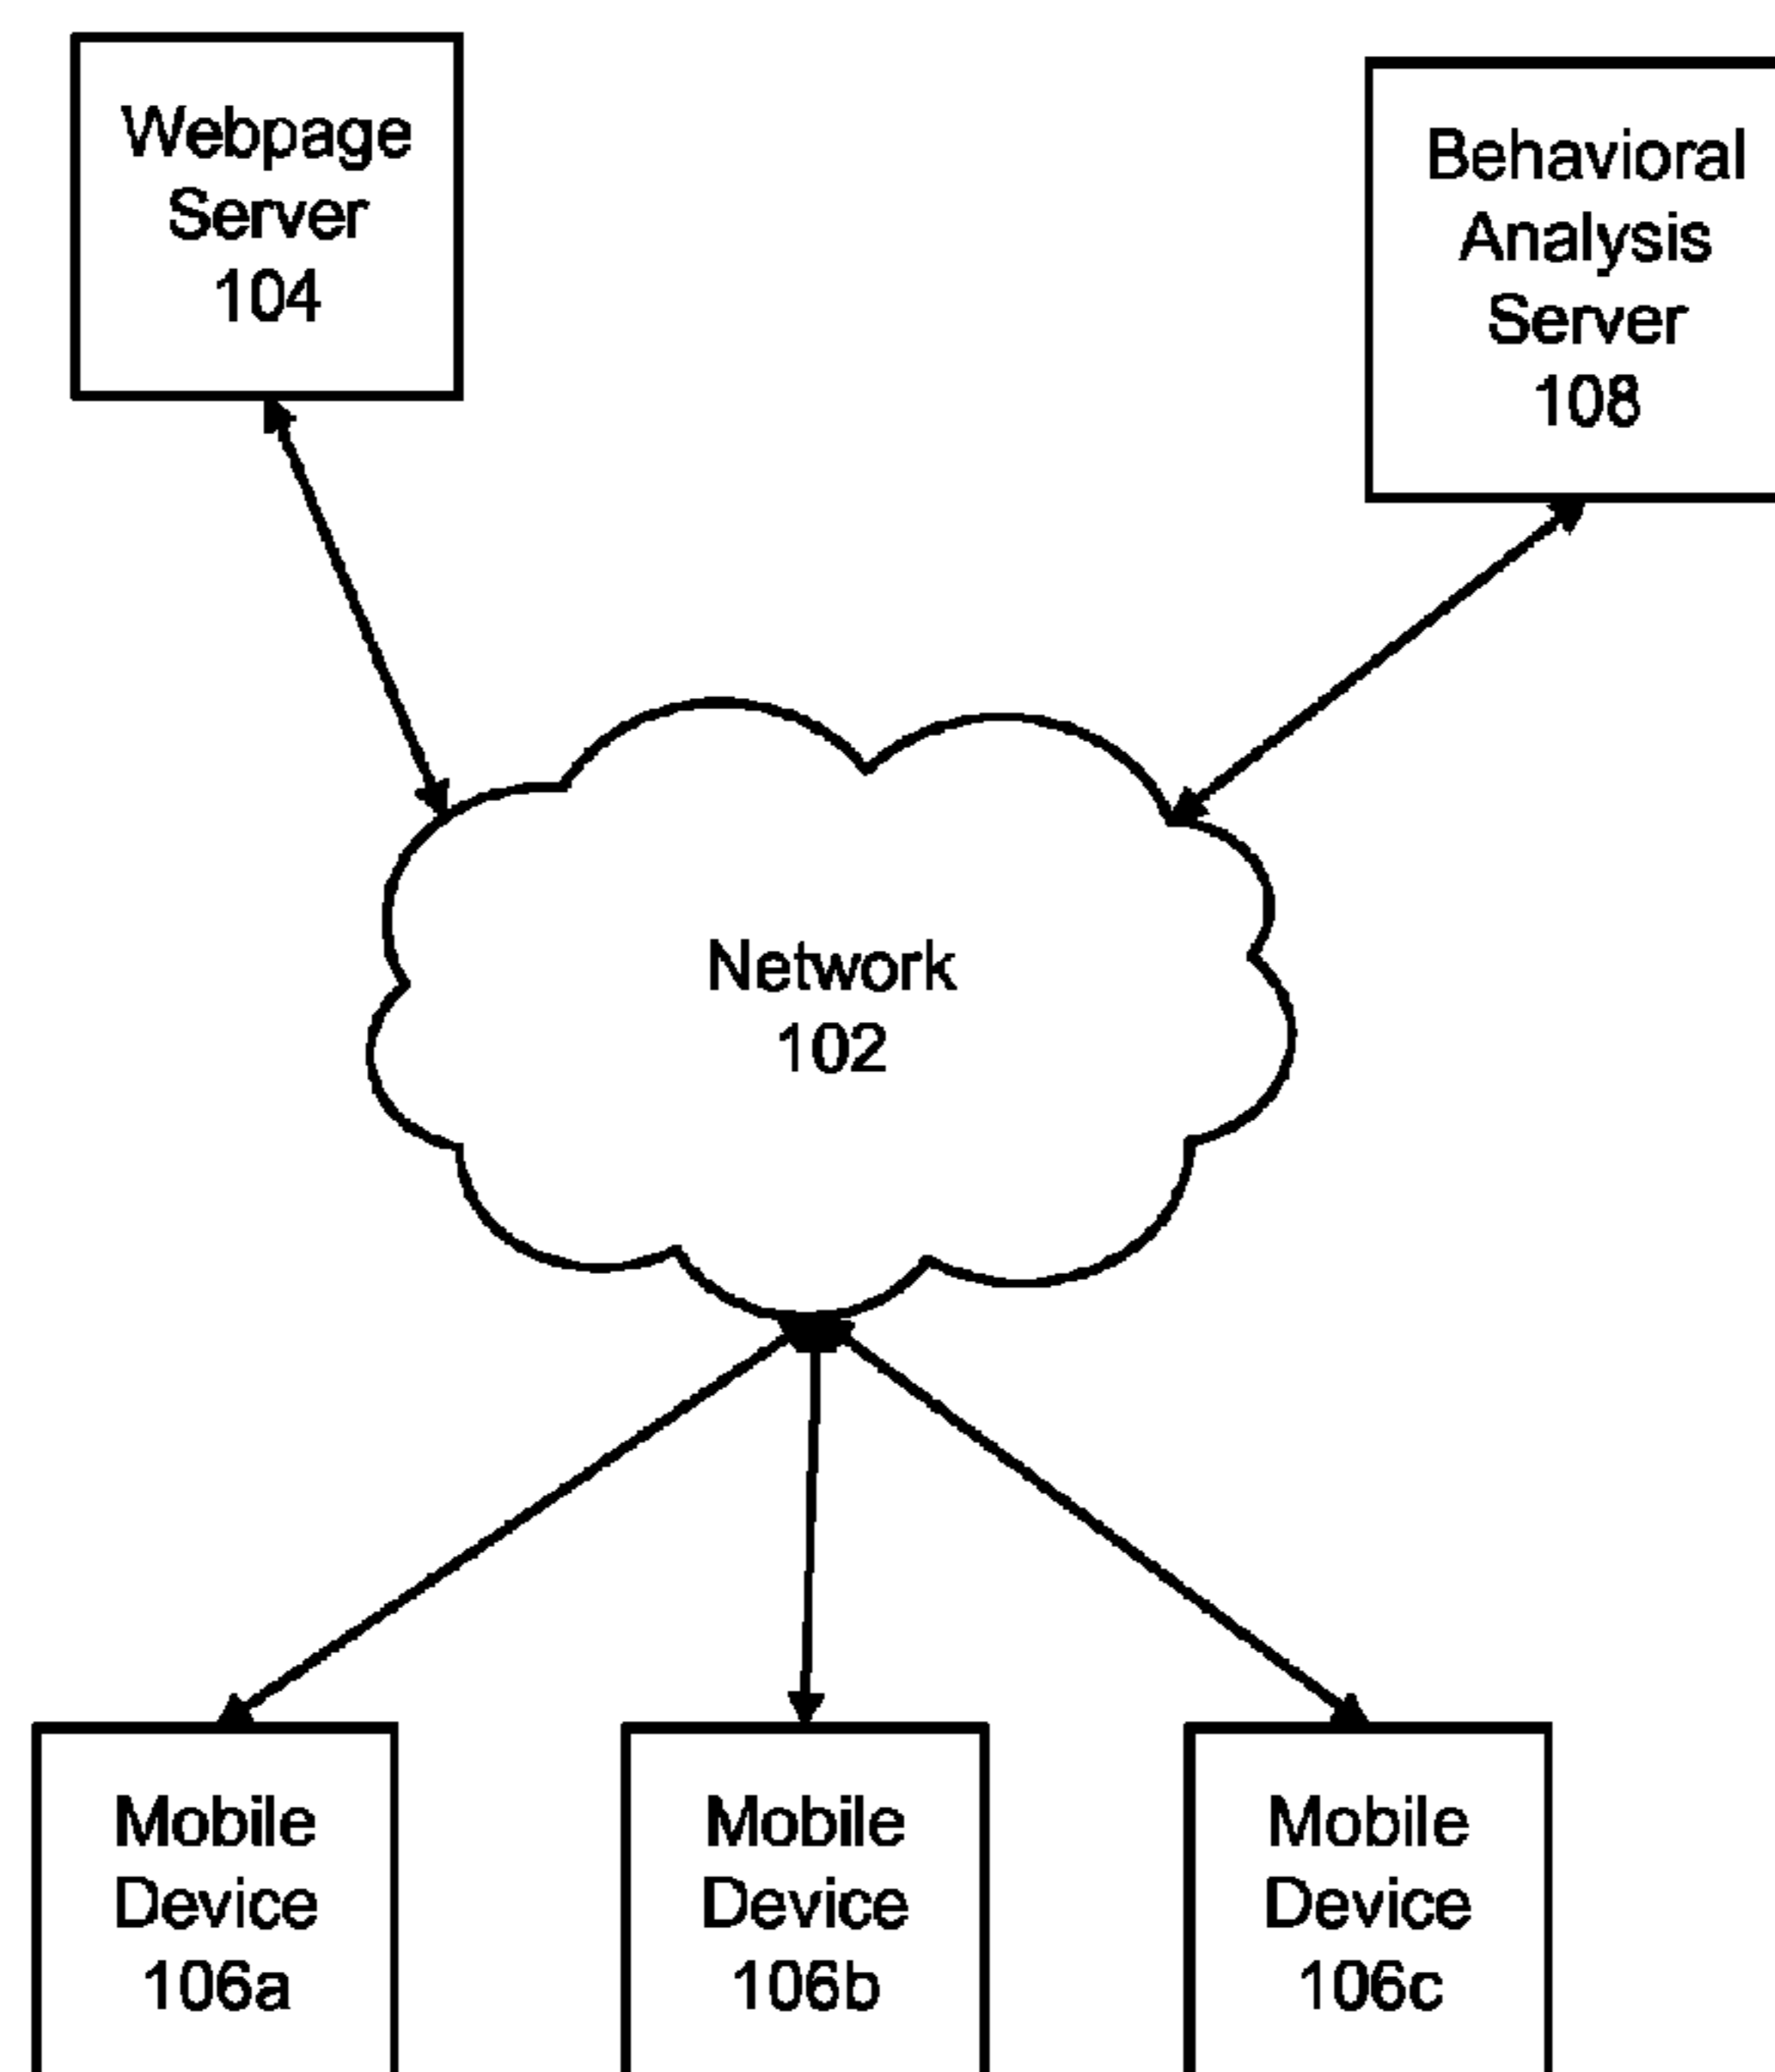 Webpage
Server
104
Behavioral
Analysis
Server
108
Network
102
Mobile
Device
106a
Mobile
Device
106b
Mobile
Device
106c